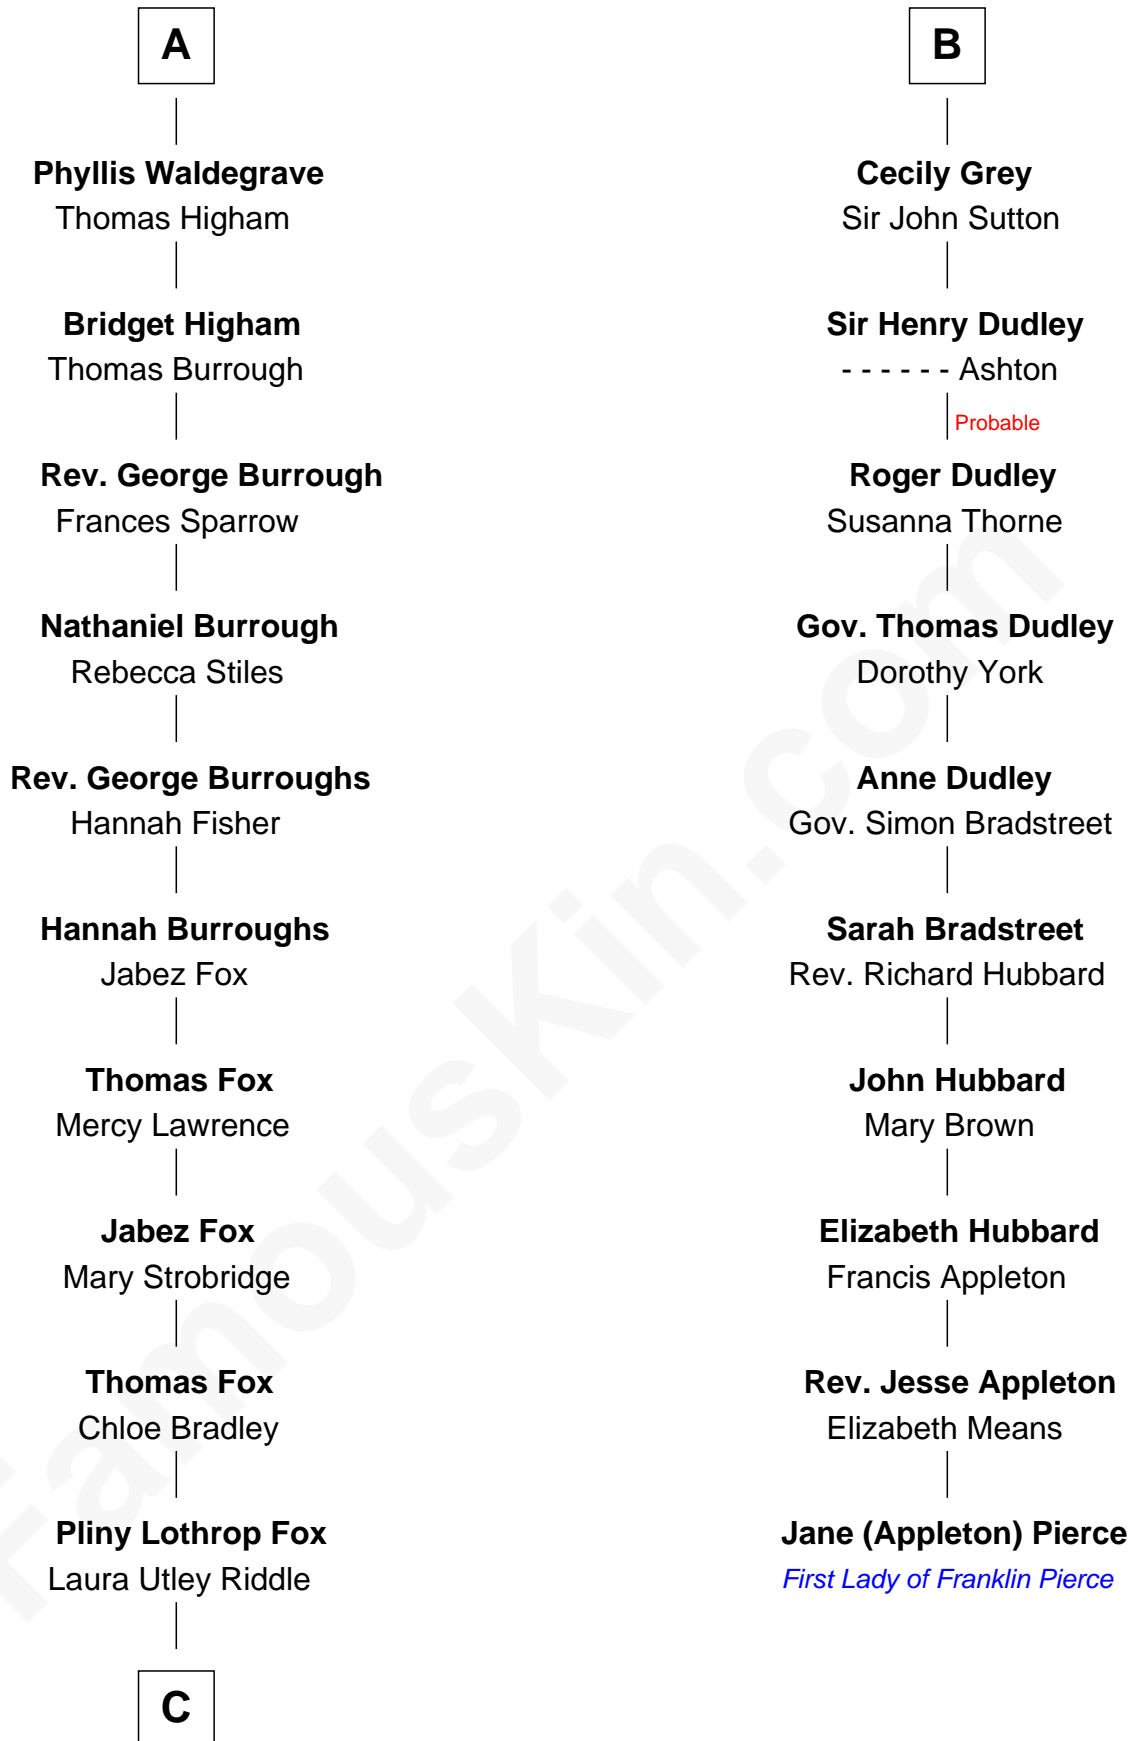 A
Phyllis Waldegrave
Thomas Higham
Bridget Higham
Thomas Burrough
Rev. George Burrough
Frances Sparrow
Nathaniel Burrough
Rebecca Stiles
Rev. George Burroughs
Hannah Fisher
Hannah Burroughs
Jabez Fox
Thomas Fox
Mercy Lawrence
Jabez Fox
Mary Strobridge
Thomas Fox
Chloe Bradley
Pliny Lothrop Fox
Laura Utley Riddle
C
B
Cecily Grey
Sir John Sutton
Sir Henry Dudley
- - - - - - Ashton
Probable
Roger Dudley
Susanna Thorne
Gov. Thomas Dudley
Dorothy York
Anne Dudley
Gov. Simon Bradstreet
Sarah Bradstreet
Rev. Richard Hubbard
John Hubbard
Mary Brown
Elizabeth Hubbard
Francis Appleton
Rev. Jesse Appleton
Elizabeth Means
Jane (Appleton) Pierce
First Lady of Franklin Pierce
FamousKin.com